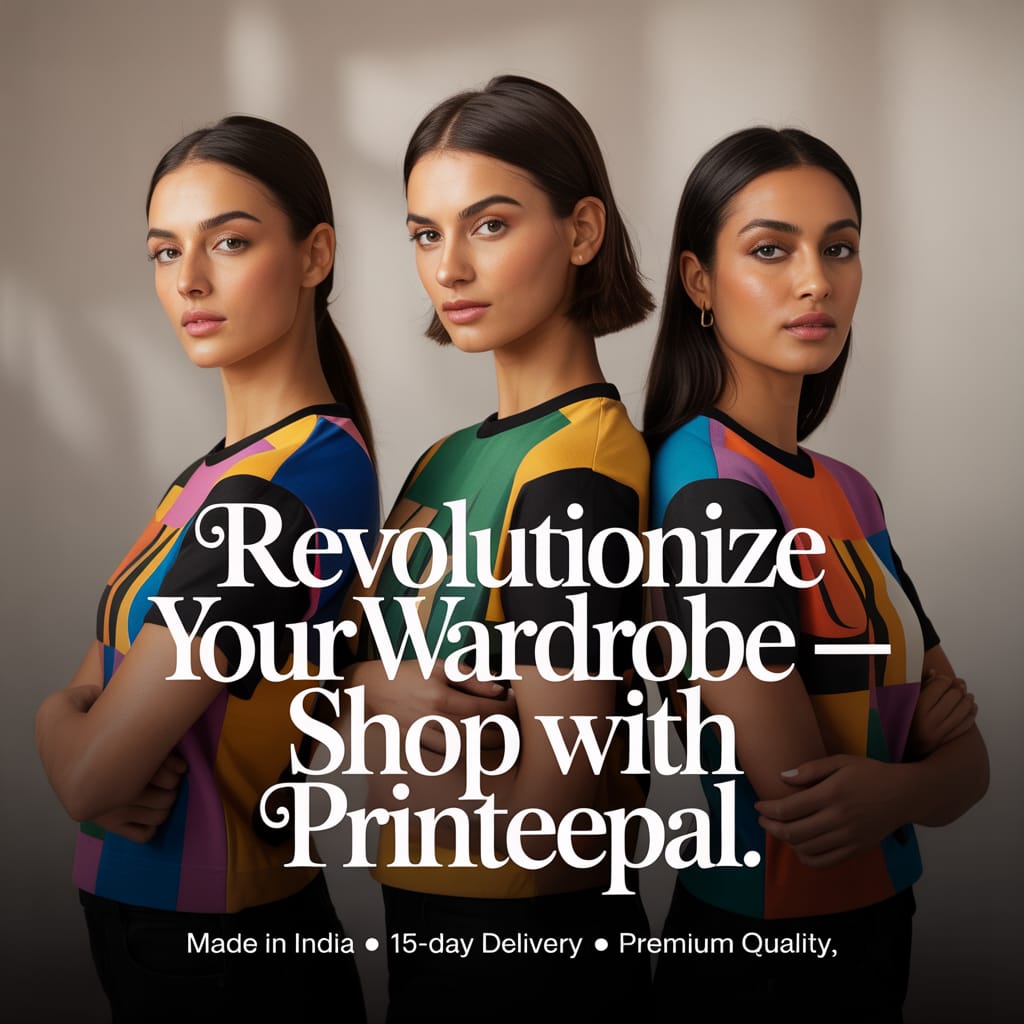 Revolutionize
Your Wardrobe —
Shop with
Printeepal.
Made in India ● 15-day Delivery ● Premium Quality,